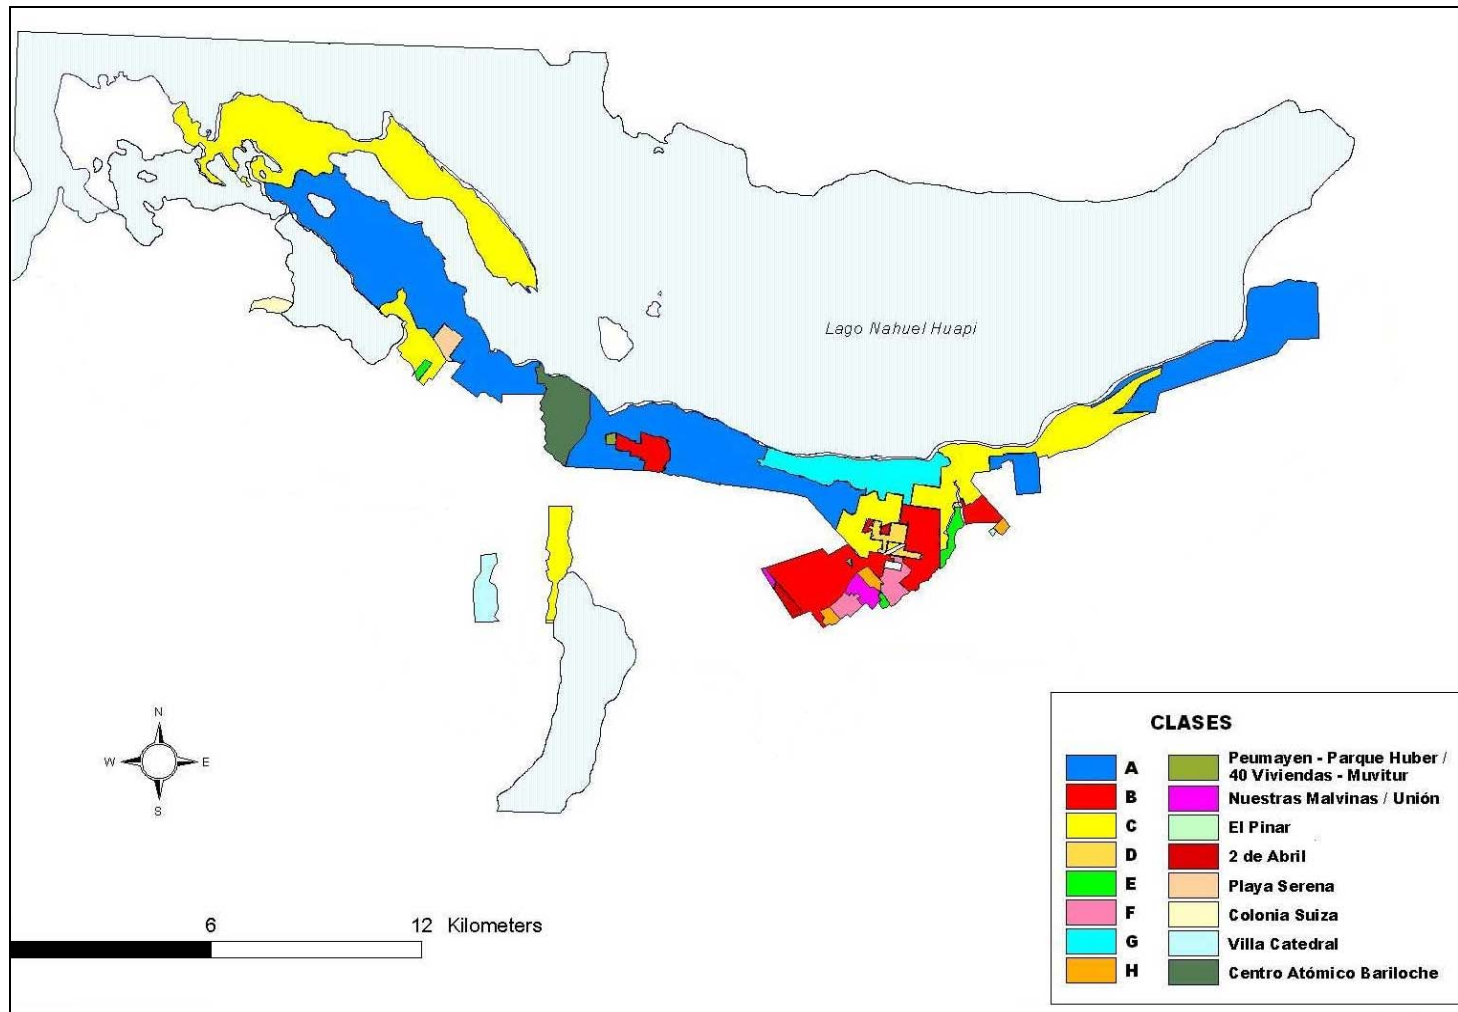 Lago Nahuel Huapi
N
W E
S
6 12 Kilometers
CLASES
A
B
C
D
E
F
G
H
Peumayen - Parque Huber /
40 Viviendas - Muvitur
Nuestras Malvinas / Unión
El Pinar
2 de Abril
Playa Serena
Colonia Suiza
Villa Catedral
Centro Atómico Bariloche